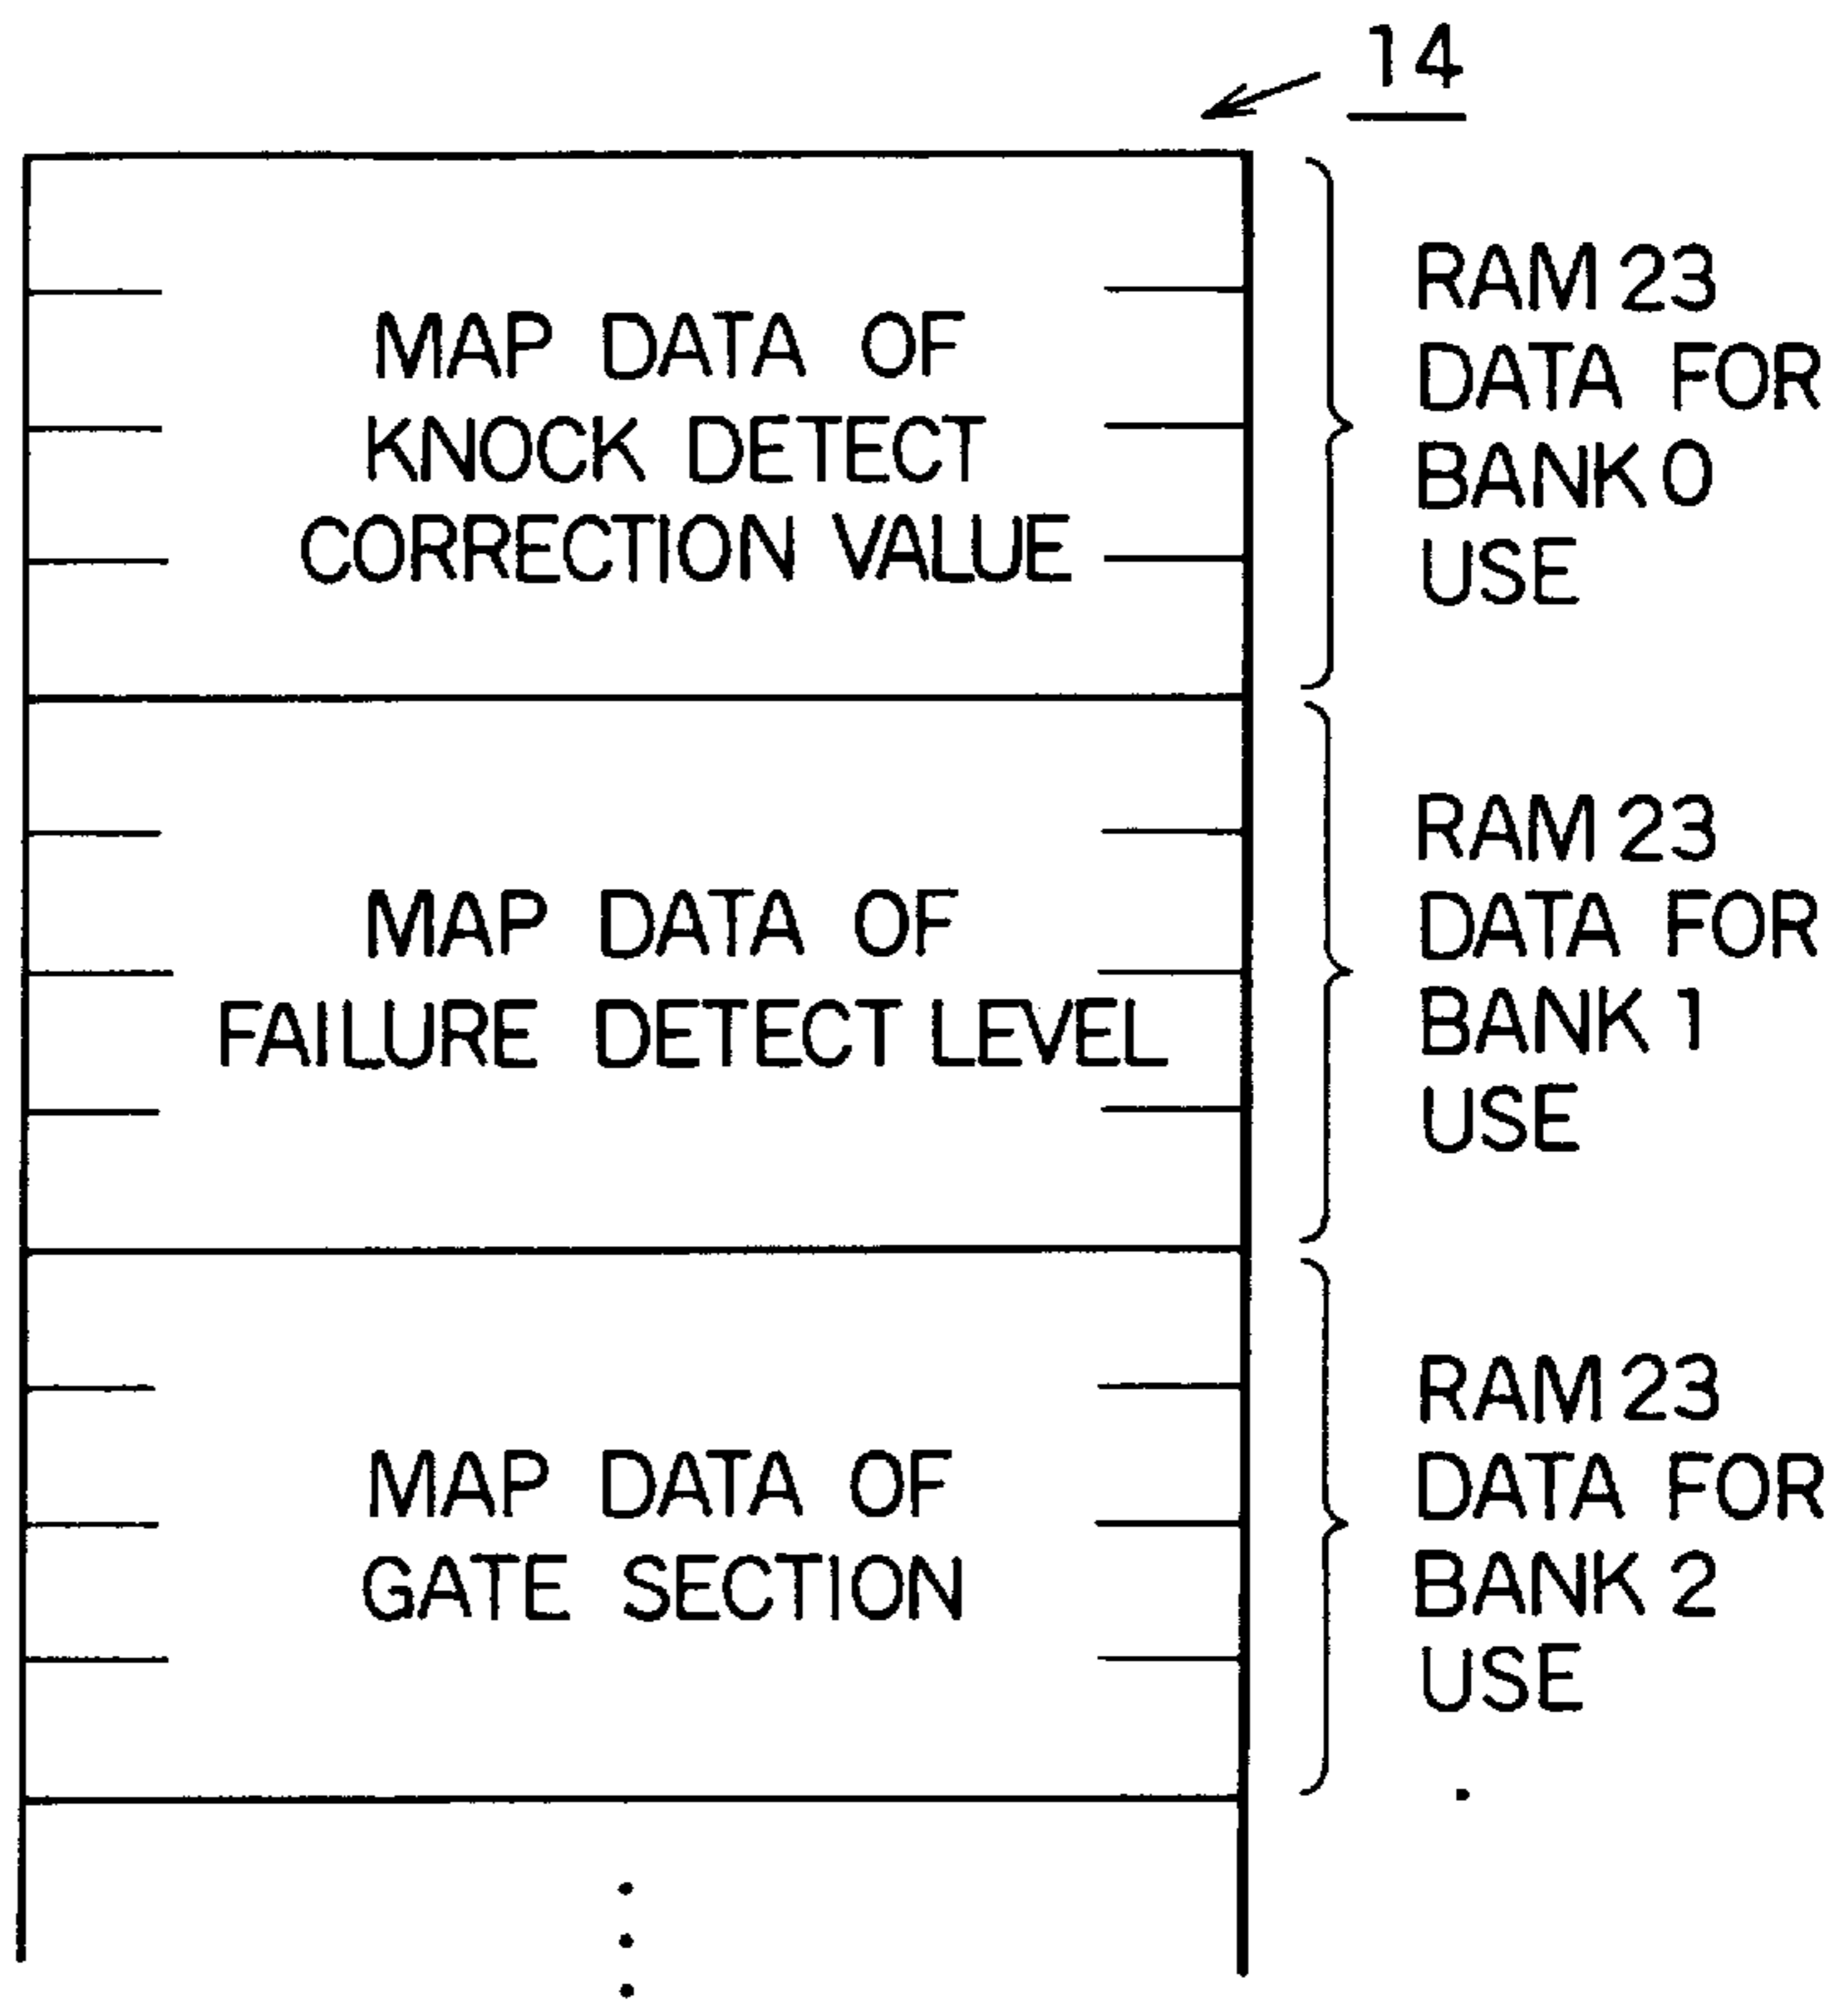 14
MAP DATA OF
KNOCK DETECT
CORRECTION VALUE
RAM 23
DATA FOR
BANK 0
USE
MAP DATA OF
FAILURE DETECT LEVEL
RAM 23
DATA FOR
BANK 1
USE
MAP DATA OF
GATE SECTION
RAM 23
DATA FOR
BANK 2
USE